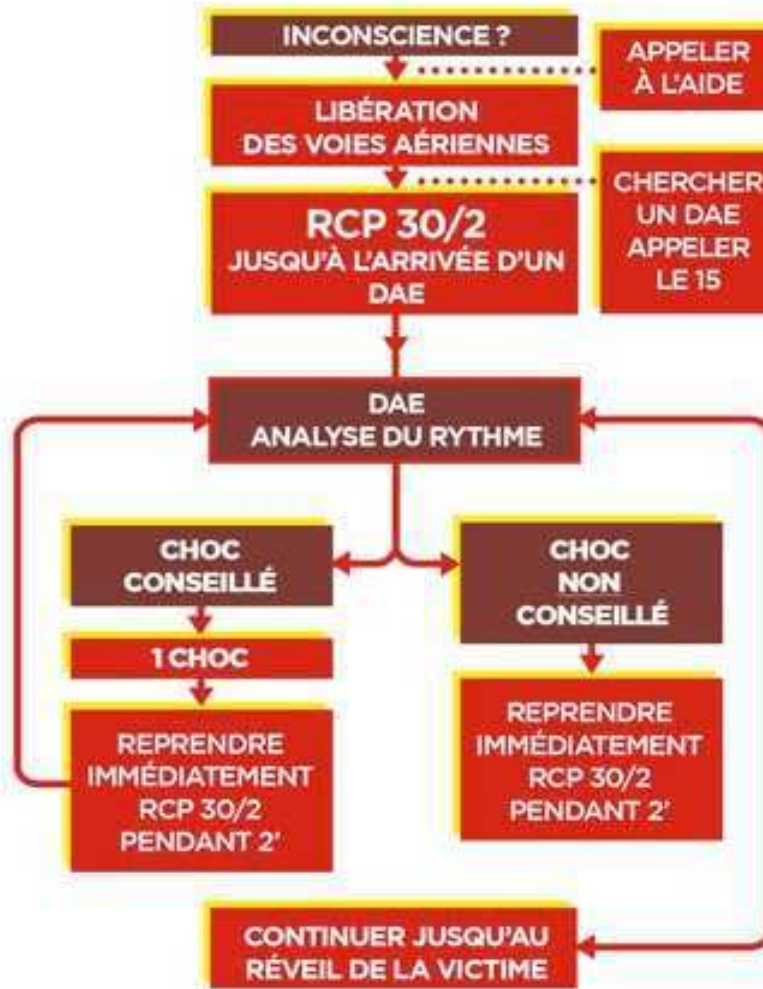 INCONSCIENCE ?
APPELER
À L'AIDE
LIBÉRATION
DES VOIES AÉRIENNES
CHERCHER
UN DAE
APPELER
LE 15
RCP 30/2
JUSQU'À L'ARRIVÉE D'UN
DAE
DAE
ANALYSE DU RYTHME
CHOC
CONSEILLÉ
1 CHOC
REPRENDRE
IMMÉDIATEMENT
RCP 30/2
PENDANT 2'
CHOC
NON
CONSEILLÉ
REPRENDRE
IMMÉDIATEMENT
RCP 30/2
PENDANT 2'
CONTINUER JUSQU'AU
RÉVEIL DE LA VICTIME